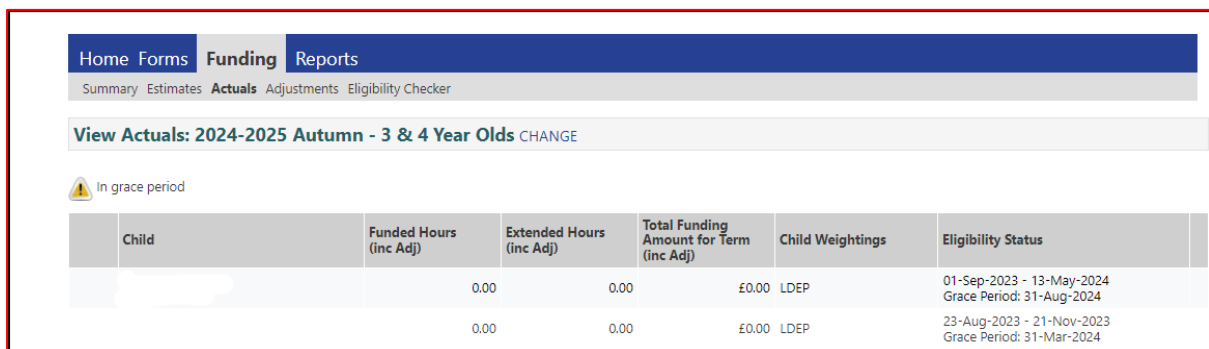 Home Forms Funding Reports
Summary Estimates Actuals Adjustments Eligibility Checker
View Actuals: 2024-2025 Autumn - 3 & 4 Year Olds CHANGE
In grace period
Child Funded Hours (inc Adj) Extended Hours (inc Adj) Total Funding Amount for Term (inc Adj) Child Weightings Eligibility Status
0.00 0.00 £0.00 LDEP 01-Sep-2023 - 13-May-2024
Grace Period: 31-Aug-2024
0.00 0.00 £0.00 LDEP 23-Aug-2023 - 21-Nov-2023
Grace Period: 31-Mar-2024